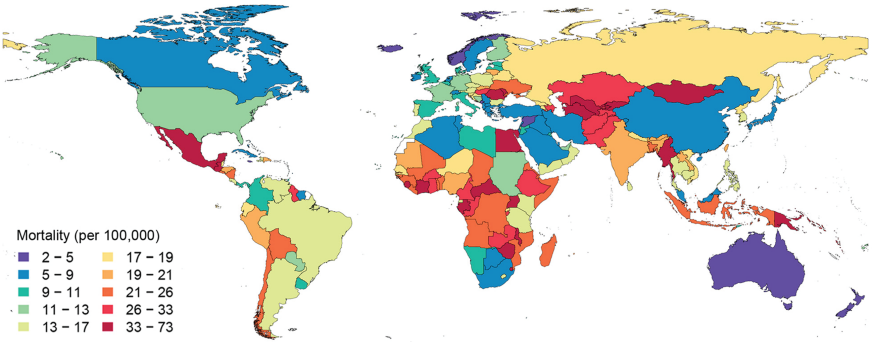 Mortality (per 100,000)
2 – 5
5 – 9
9 – 11
11 – 13
13 – 17
17 – 19
19 – 21
21 – 26
26 – 33
33 – 73